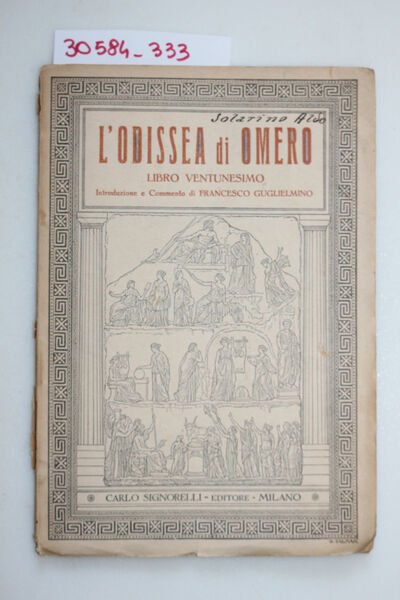 30584_333
Solarino Aldo
L'ODISSEA di OMERO
LIBRO VENTUNESIMO
Introduzione e Commento di FRANCESCO GUGLIELMINO
CARLO SIGNORELLI - EDITORE - MILANO